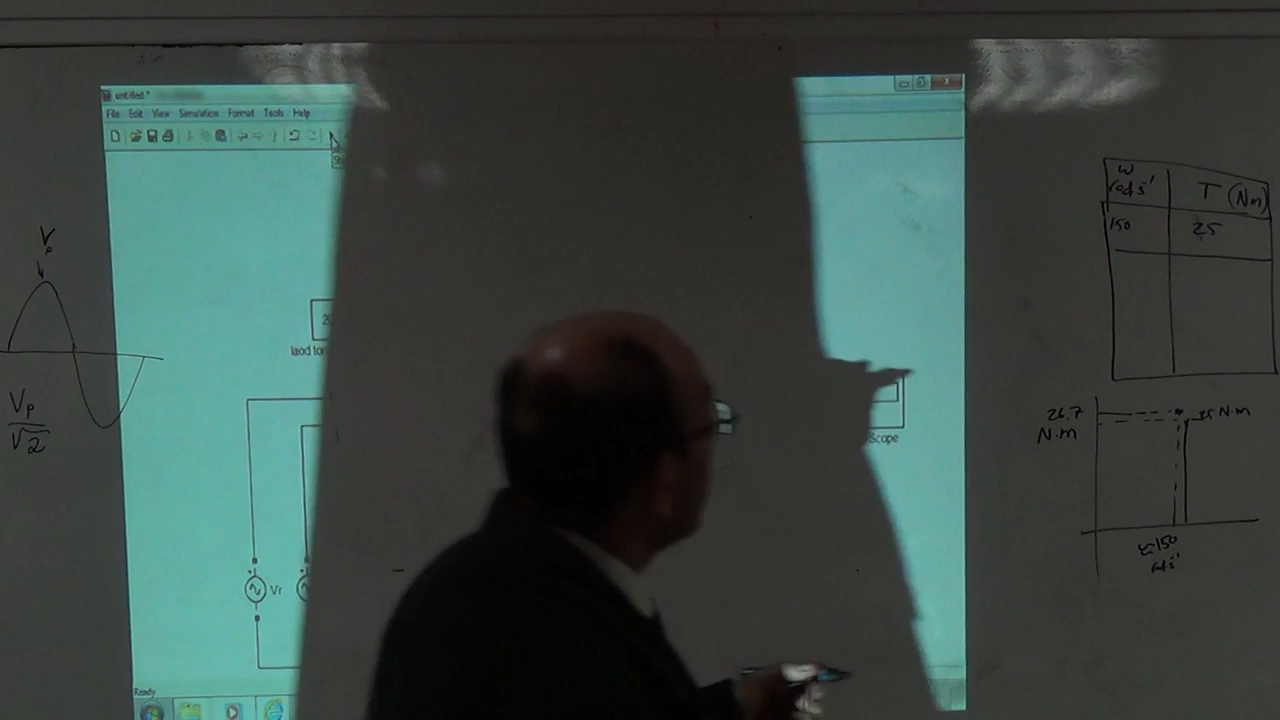 untitled *
File Edit View Simulation Format Tools Help
Vp
Vp
√2
laod
Scope
Vr
Ready
ω
rad s⁻¹
T (Nm)
150
25
26.7
N.m
25 N.m
≈150
rad s⁻¹